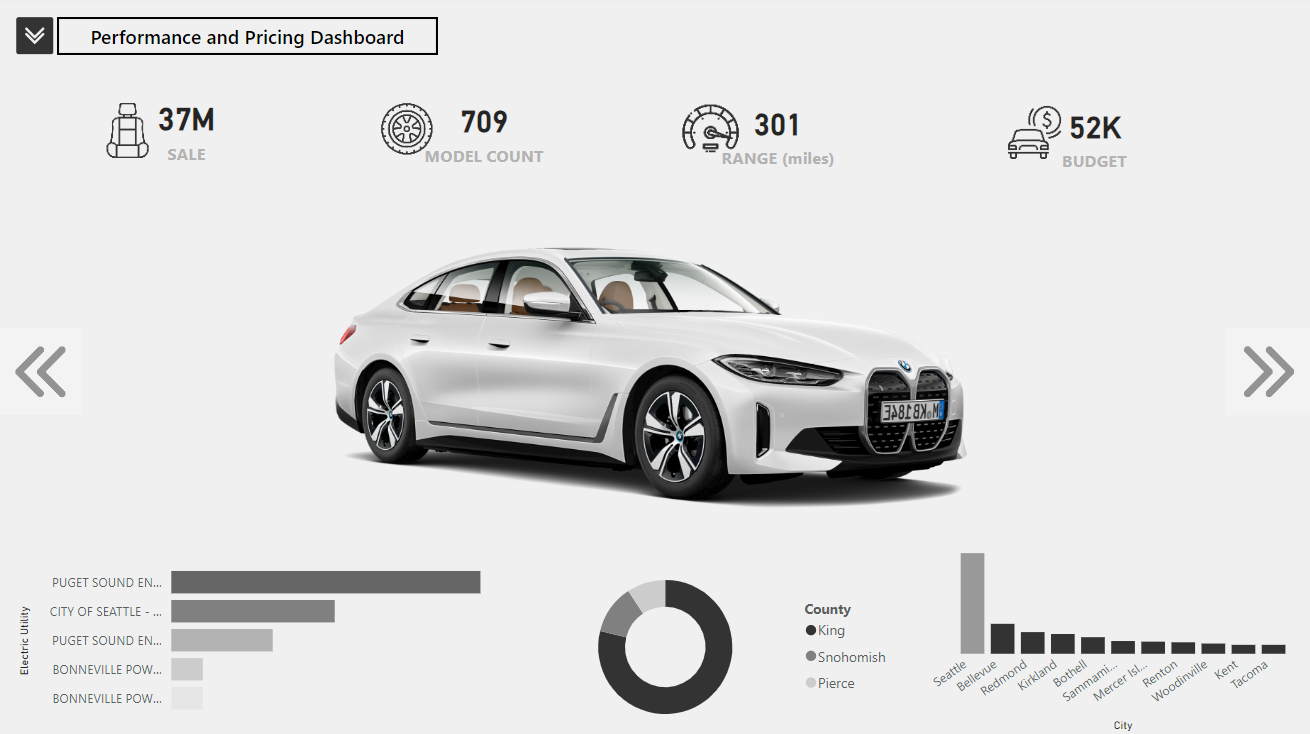 Performance and Pricing Dashboard
37M
SALE
709
MODEL COUNT
301
RANGE (miles)
$
52K
BUDGET
M KB184E
Electric Utility
PUGET SOUND EN...
CITY OF SEATTLE - ...
PUGET SOUND EN...
BONNEVILLE POW...
BONNEVILLE POW...
County
King
Snohomish
Pierce
Seattle
Bellevue
Redmond
Kirkland
Bothell
Sammami...
Mercer Isl...
Renton
Woodinville
Kent
Tacoma
City